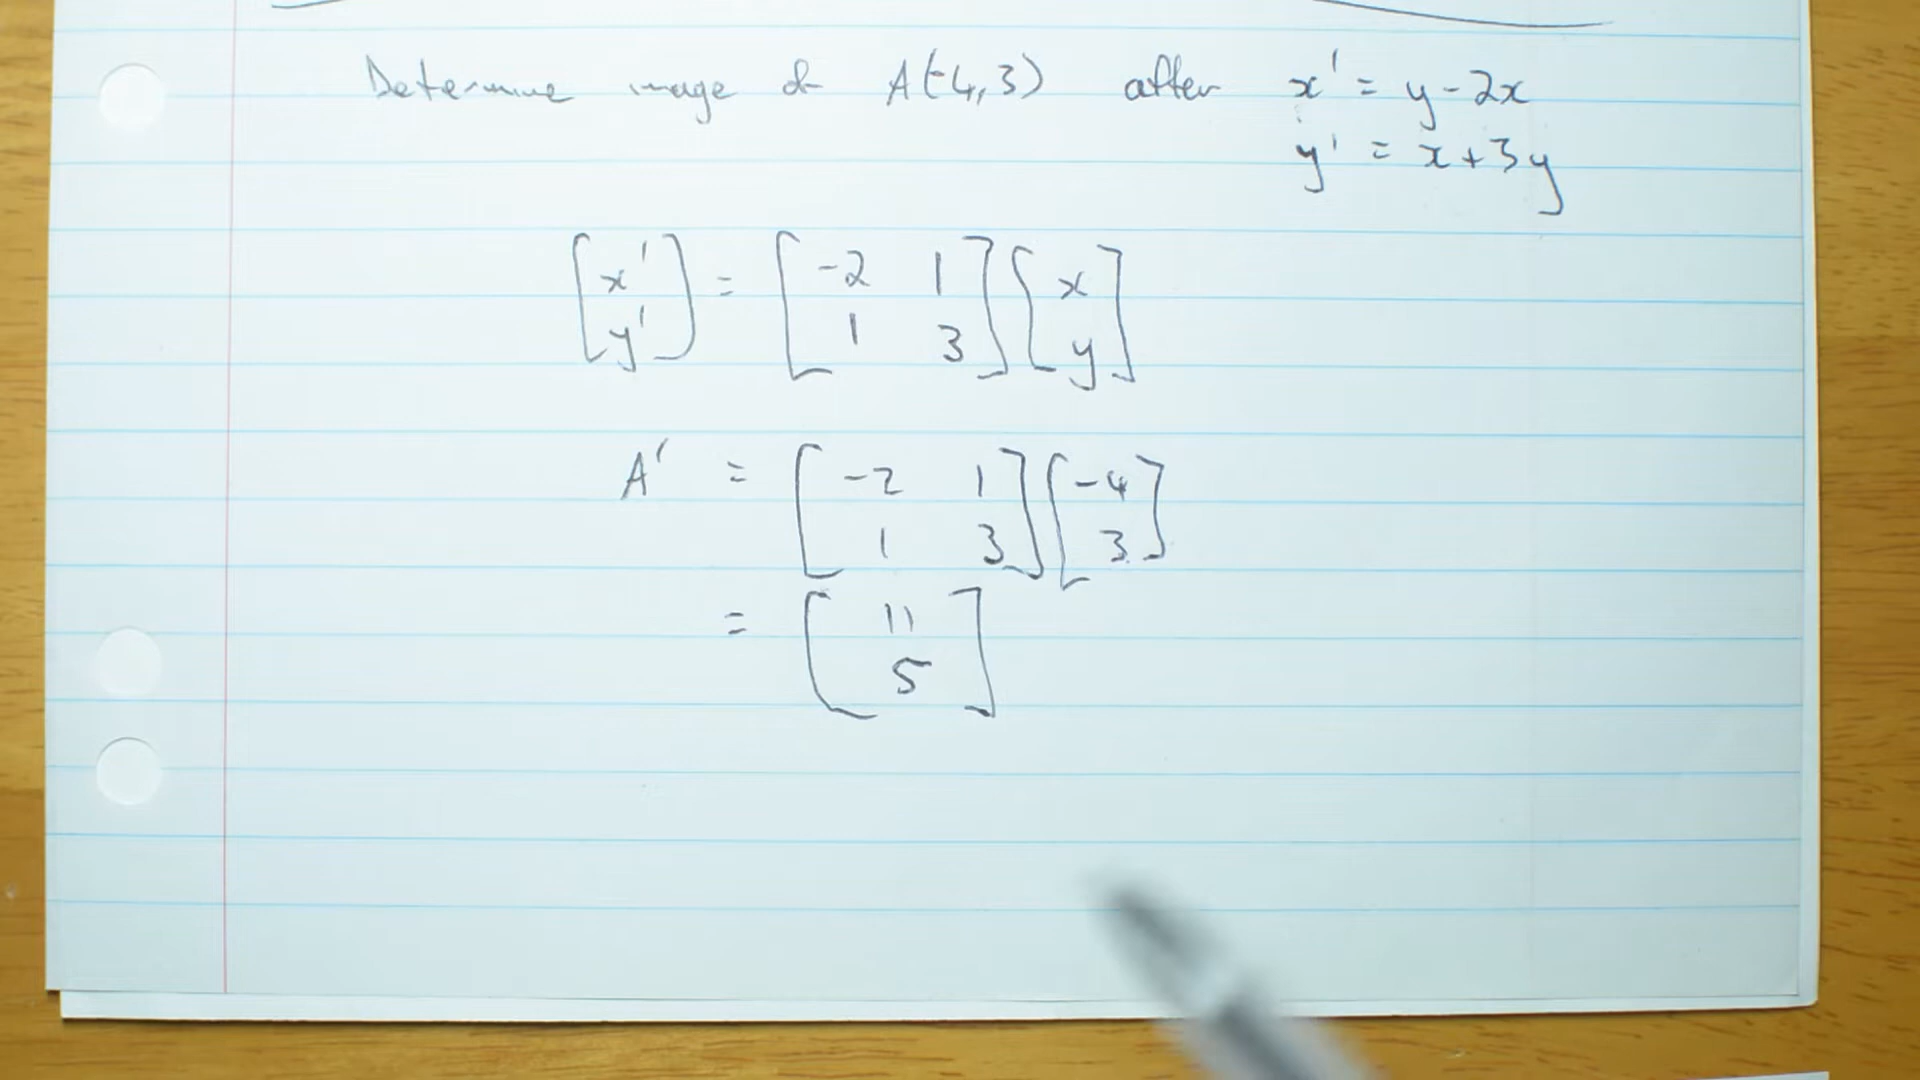 Determine image of A(-4,3) after x' = y - 2x
y' = x + 3y
[x' y'] = [-2 1 1 3] [x y]
A' = [-2 1 1 3] [-4 3]
= [11 5]